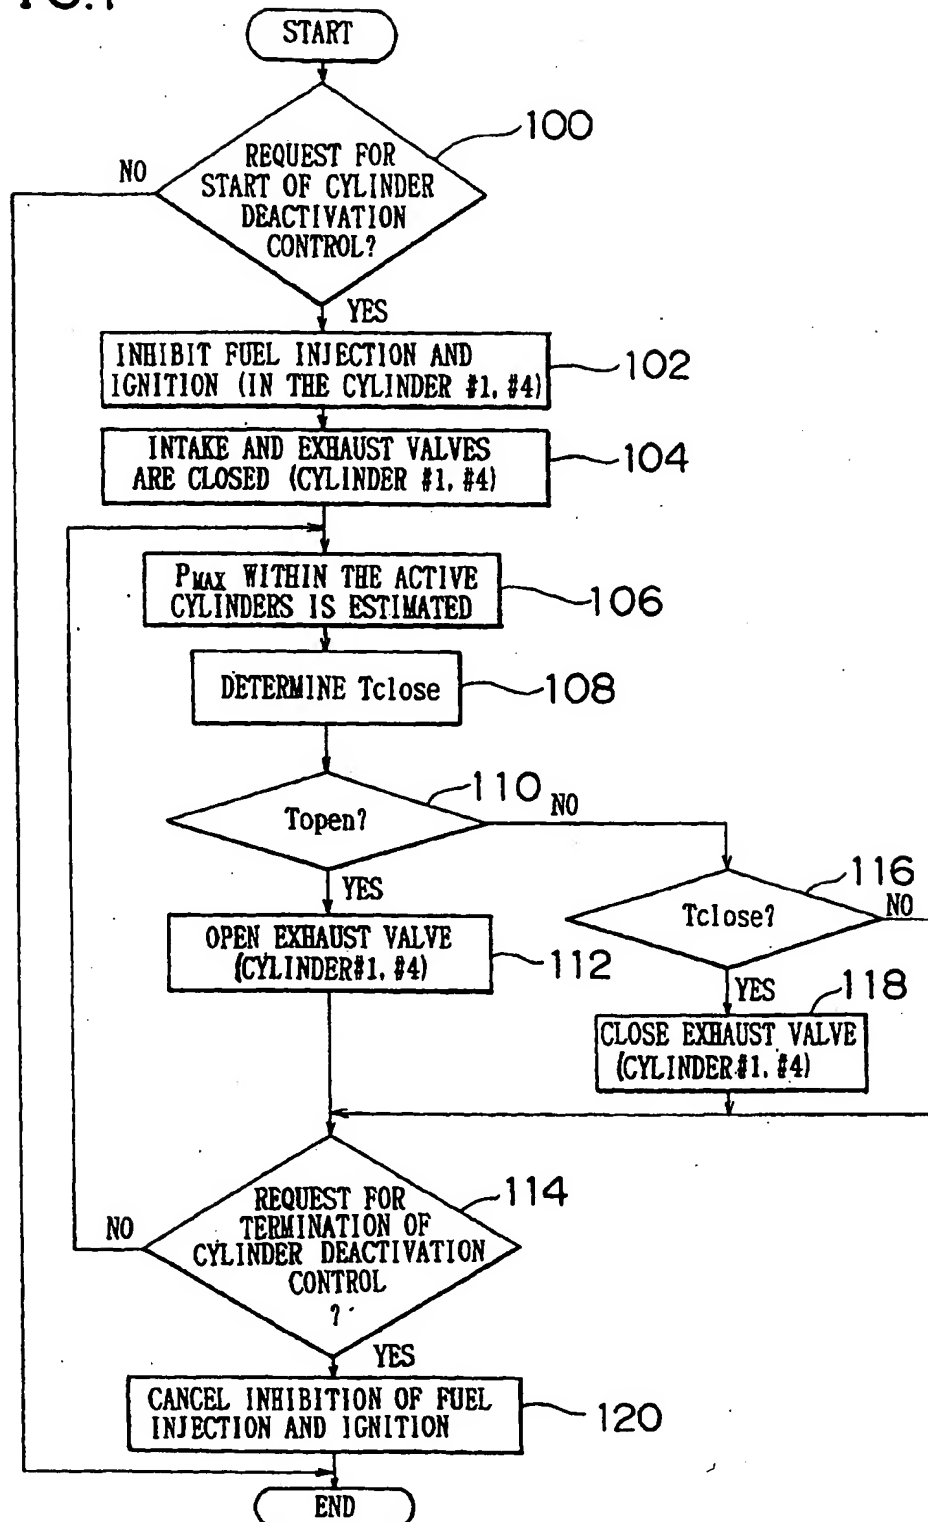 START
100
REQUEST FOR
START OF CYLINDER
DEACTIVATION
CONTROL?
NO
YES
INHIBIT FUEL INJECTION AND
IGNITION (IN THE CYLINDER #1, #4)
102
INTAKE AND EXHAUST VALVES
ARE CLOSED (CYLINDER #1, #4)
104
PMAX WITHIN THE ACTIVE
CYLINDERS IS ESTIMATED
106
DETERMINE Tclose
108
Topen?
110
NO
YES
Tclose?
116
NO
OPEN EXHAUST VALVE
(CYLINDER#1, #4)
112
YES
118
CLOSE EXHAUST VALVE
(CYLINDER#1, #4)
REQUEST FOR
TERMINATION OF
CYLINDER DEACTIVATION
CONTROL
?
114
NO
YES
CANCEL INHIBITION OF FUEL
INJECTION AND IGNITION
120
END